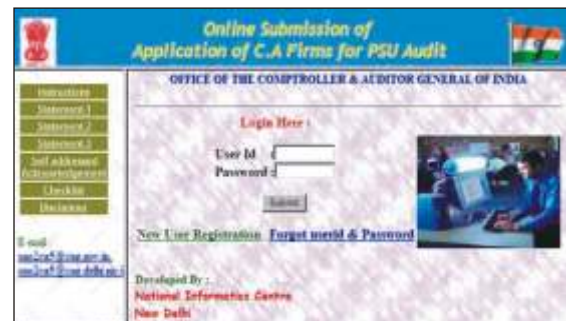 Online Submission of
Application of C.A Firms for PSU Audit
OFFICE OF THE COMPTROLLER & AUDITOR GENERAL OF INDIA
Instructions
Statement 1
Statement 2
Statement 3
Self addressed
Acknowledgement
Checklist
Disclaimer
E-mail :
Login Here :
User Id :
Password :
Submit
New User Registration Forgot userid & Password
Developed By :
National Informatics Centre
New Delhi